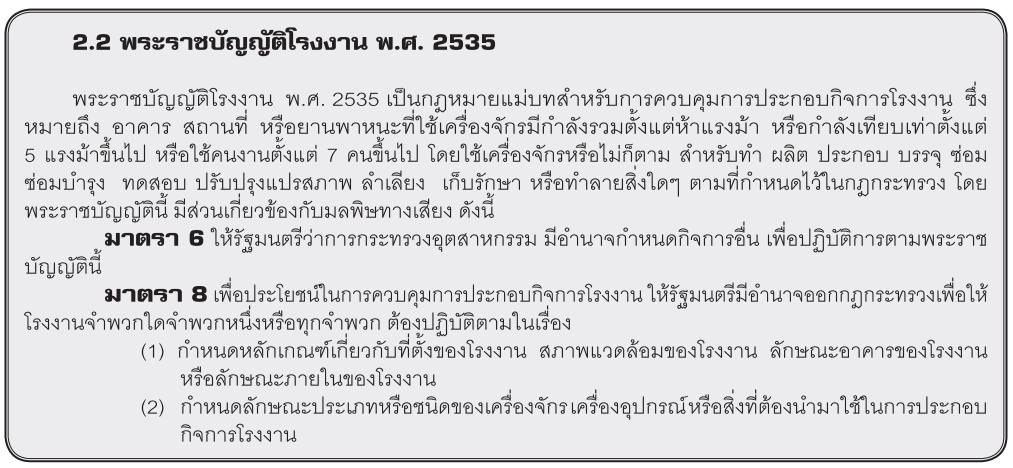 2.2 พระราชบัญญัติโรงงาน พ.ศ. 2535
พระราชบัญญัติโรงงาน พ.ศ. 2535 เป็นกฎหมายแม่บทสำหรับการควบคุมการประกอบกิจการโรงงาน ซึ่ง
หมายถึง อาคาร สถานที่ หรือยานพาหนะที่ใช้เครื่องจักรมีกำลังรวมตั้งแต่ห้าแรงม้า หรือกำลังเทียบเท่าตั้งแต่
5 แรงม้าขึ้นไป หรือใช้คนงานตั้งแต่ 7 คนขึ้นไป โดยใช้เครื่องจักรหรือไม่ก็ตาม สำหรับทำ ผลิต ประกอบ บรรจุ ซ่อม
ซ่อมบำรุง ทดสอบ ปรับปรุงแปรสภาพ ลำเลียง เก็บรักษา หรือทำลายสิ่งใดๆ ตามที่กำหนดไว้ในกฎกระทรวง โดย
พระราชบัญญัตินี้ มีส่วนเกี่ยวข้องกับมลพิษทางเสียง ดังนี้
มาตรา 6 ให้รัฐมนตรีว่าการกระทรวงอุตสาหกรรม มีอำนาจกำหนดกิจการอื่น เพื่อปฏิบัติการตามพระราช
บัญญัตินี้
มาตรา 8 เพื่อประโยชน์ในการควบคุมการประกอบกิจการโรงงาน ให้รัฐมนตรีมีอำนาจออกกฎกระทรวงเพื่อให้
โรงงานจำพวกใดจำพวกหนึ่งหรือทุกจำพวก ต้องปฏิบัติตามในเรื่อง
(1) กำหนดหลักเกณฑ์เกี่ยวกับที่ตั้งของโรงงาน สภาพแวดล้อมของโรงงาน ลักษณะอาคารของโรงงาน
หรือลักษณะภายในของโรงงาน
(2) กำหนดลักษณะประเภทหรือชนิดของเครื่องจักร เครื่องอุปกรณ์หรือสิ่งที่ต้องนำมาใช้ในการประกอบ
กิจการโรงงาน